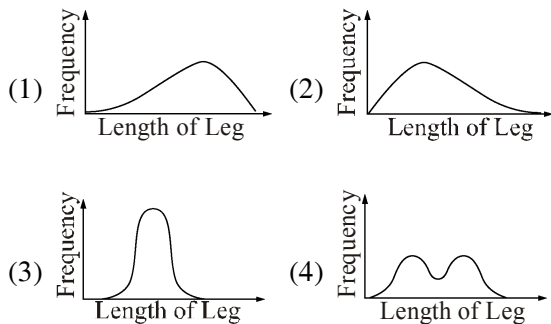 (1) Frequency Length of Leg
(2) Frequency Length of Leg
(3) Frequency Length of Leg
(4) Frequency Length of Leg